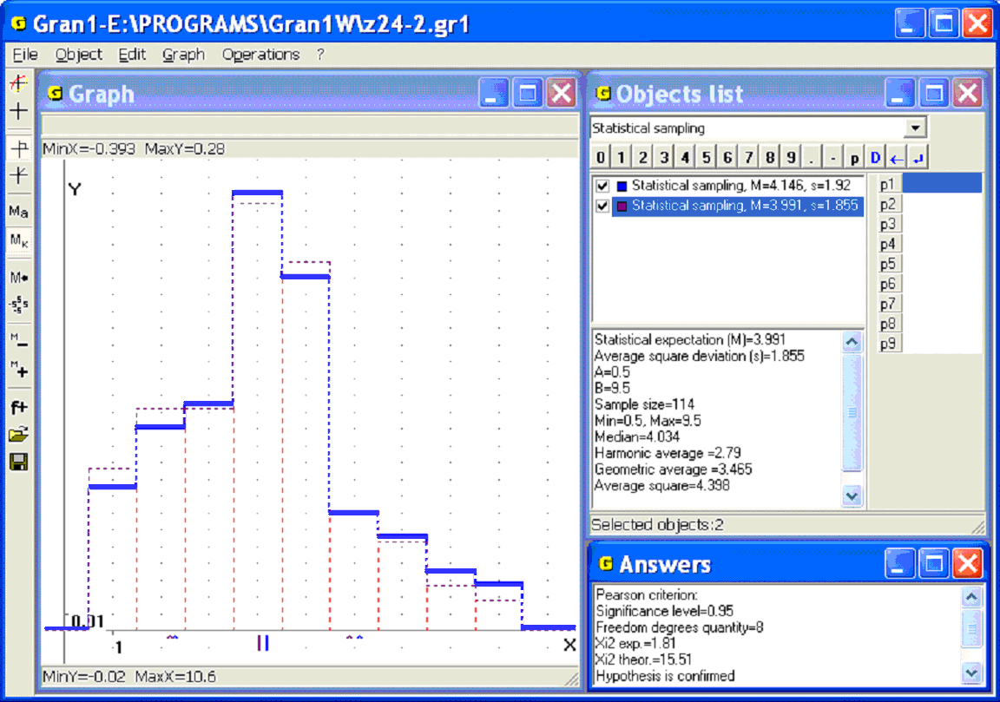 Gran1-E:\PROGRAMS\Gran1W\z24-2.gr1
File Object Edit Graph Operations ?
Graph
MinX=-0.393 MaxY=0.28
Y
0.01
1
X
MinY=-0.02 MaxX=10.6
Ma
Mк
M
-5 5 5 -5
M
M+
f+
Objects list
Statistical sampling
0 1 2 3 4 5 6 7 8 9 . - p D ←
Statistical sampling, M=4.146, s=1.92
Statistical sampling, M=3.991, s=1.855
p1
p2
p3
p4
p5
p6
p7
p8
p9
Statistical expectation (M)=3.991
Average square deviation (s)=1.855
A=0.5
B=9.5
Sample size=114
Min=0.5, Max=9.5
Median=4.034
Harmonic average =2.79
Geometric average =3.465
Average square=4.398
Selected objects:2
Answers
Pearson criterion:
Significance level=0.95
Freedom degrees quantity=8
Xi2 exp.=1.81
Xi2 theor.=15.51
Hypothesis is confirmed